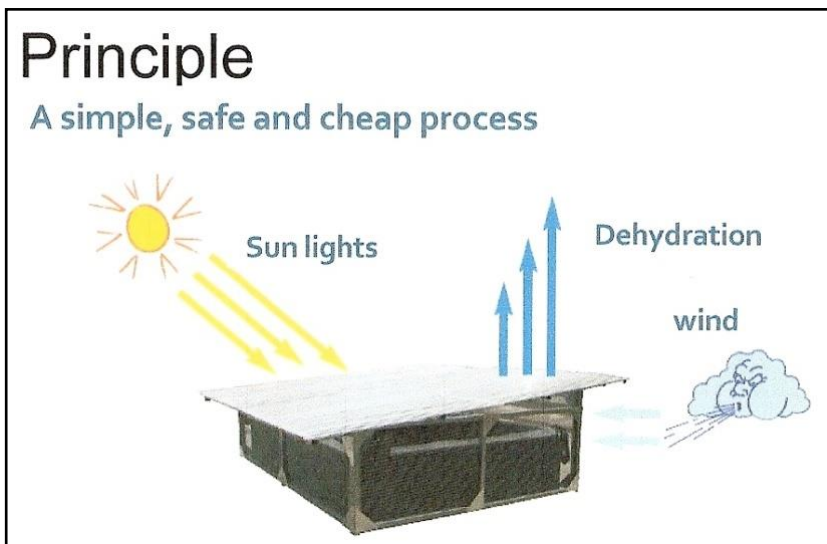 Principle
A simple, safe and cheap process
Sun lights
Dehydration
wind